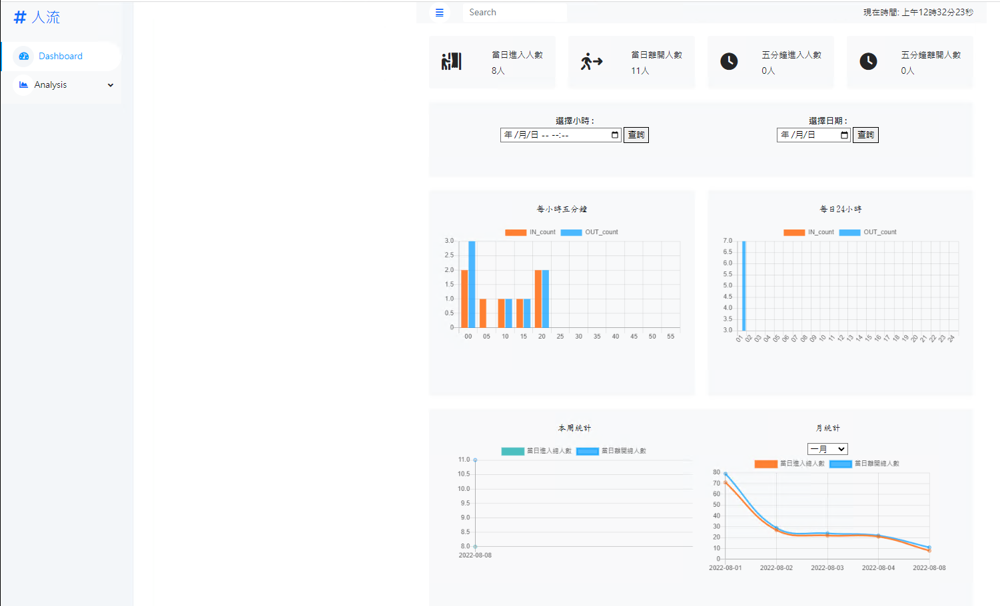 # 人流
Dashboard
Analysis
Search
現在時間: 上午12時32分23秒
當日進入人數
8人
當日離開人數
11人
五分鐘進入人數
0人
五分鐘離開人數
0人
選擇小時 :
年 /月/日 -- --:--
查詢
選擇日期 :
年 /月/日
查詢
每小時五分鐘
IN_count OUT_count
3.0
2.5
2.0
1.5
1.0
0.5
0
00 05 10 15 20 25 30 35 40 45 50 55
每日24小時
IN_count OUT_count
7.0
6.5
6.0
5.5
5.0
4.5
4.0
3.5
3.0
01 02 03 04 05 06 07 08 09 10 11 12 13 14 15 16 17 18 19 20 21 22 23 24
本周統計
當日進入總人數 當日離開總人數
11.0
10.5
10.0
9.5
9.0
8.5
8.0
2022-08-08
月統計
一月
當日進入總人數 當日離開總人數
80
70
60
50
40
30
20
10
0
2022-08-01 2022-08-02 2022-08-03 2022-08-04 2022-08-08